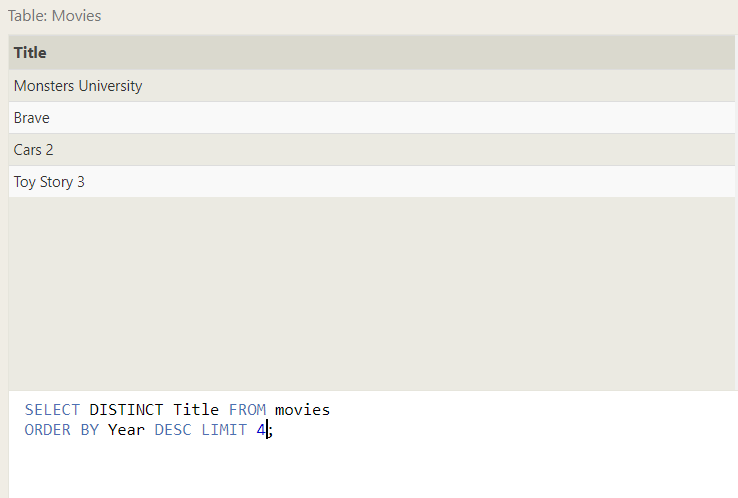 Table: Movies
Title
Monsters University
Brave
Cars 2
Toy Story 3
SELECT DISTINCT Title FROM movies
ORDER BY Year DESC LIMIT 4;